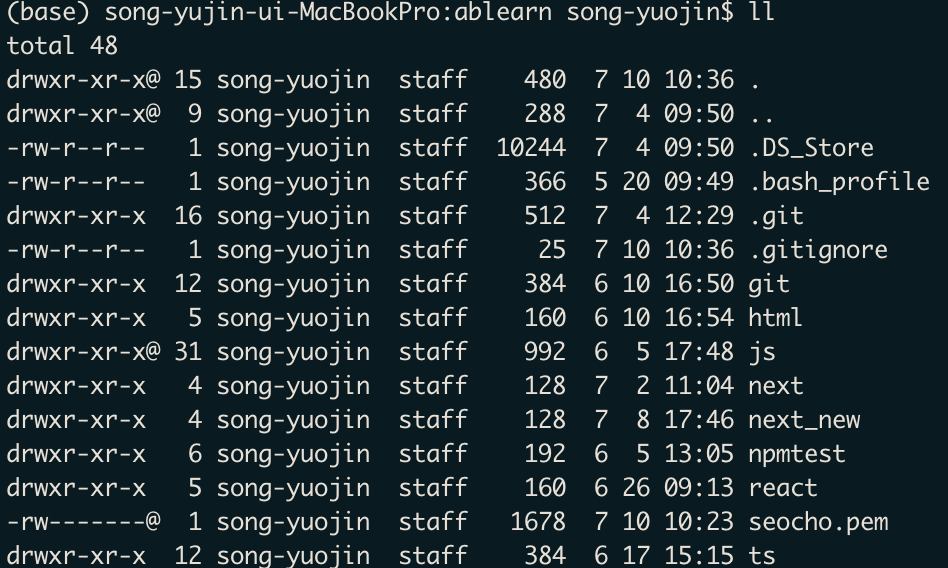 (base) song-yujin-ui-MacBookPro:ablearn song-yuojin$ ll
total 48
drwxr-xr-x@ 15 song-yuojin  staff    480  7 10 10:36 .
drwxr-xr-x@  9 song-yuojin  staff    288  7  4 09:50 ..
-rw-r--r--   1 song-yuojin  staff  10244  7  4 09:50 .DS_Store
-rw-r--r--   1 song-yuojin  staff    366  5 20 09:49 .bash_profile
drwxr-xr-x  16 song-yuojin  staff    512  7  4 12:29 .git
-rw-r--r--   1 song-yuojin  staff     25  7 10 10:36 .gitignore
drwxr-xr-x  12 song-yuojin  staff    384  6 10 16:50 git
drwxr-xr-x   5 song-yuojin  staff    160  6 10 16:54 html
drwxr-xr-x@ 31 song-yuojin  staff    992  6  5 17:48 js
drwxr-xr-x   4 song-yuojin  staff    128  7  2 11:04 next
drwxr-xr-x   4 song-yuojin  staff    128  7  8 17:46 next_new
drwxr-xr-x   6 song-yuojin  staff    192  6  5 13:05 npmtest
drwxr-xr-x   5 song-yuojin  staff    160  6 26 09:13 react
-rw-------@  1 song-yuojin  staff   1678  7 10 10:23 seocho.pem
drwxr-xr-x  12 song-yuojin  staff    384  6 17 15:15 ts